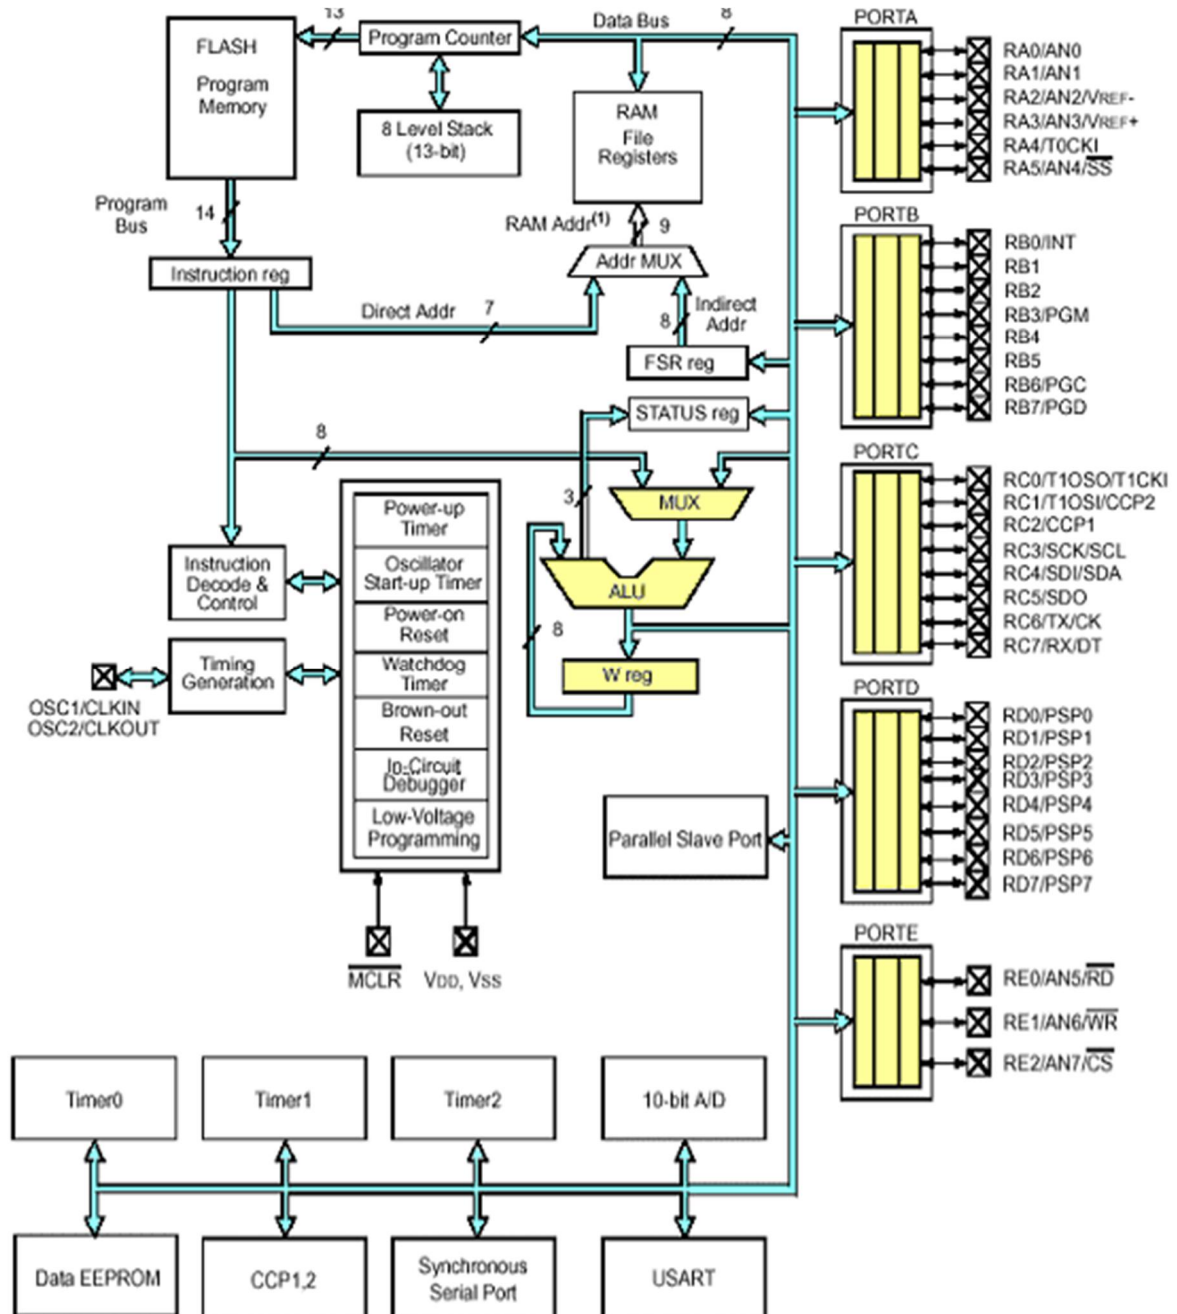 13
Data Bus
8
PORTA
FLASH
Program
Memory
Program Counter
8 Level Stack
(13-bit)
RAM
File
Registers
RA0/AN0
RA1/AN1
RA2/AN2/VREF-
RA3/AN3/VREF+
RA4/T0CKI
RA5/AN4/SS
Program
Bus
14
RAM Addr(1)
9
PORTB
Instruction reg
Addr MUX
Direct Addr
7
Indirect
Addr
8
FSR reg
RB0/INT
RB1
RB2
RB3/PGM
RB4
RB5
RB6/PGC
RB7/PGD
STATUS reg
8
3
MUX
ALU
8
W reg
PORTC
RC0/T1OSO/T1CKI
RC1/T1OSI/CCP2
RC2/CCP1
RC3/SCK/SCL
RC4/SDI/SDA
RC5/SDO
RC6/TX/CK
RC7/RX/DT
Power-up
Timer
Oscillator
Start-up Timer
Power-on
Reset
Watchdog
Timer
Brown-out
Reset
In-Circuit
Debugger
Low-Voltage
Programming
Instruction
Decode &
Control
Timing
Generation
OSC1/CLKIN
OSC2/CLKOUT
PORTD
RD0/PSP0
RD1/PSP1
RD2/PSP2
RD3/PSP3
RD4/PSP4
RD5/PSP5
RD6/PSP6
RD7/PSP7
Parallel Slave Port
MCLR
VDD, VSS
PORTE
RE0/AN5/RD
RE1/AN6/WR
RE2/AN7/CS
Timer0
Timer1
Timer2
10-bit A/D
Data EEPROM
CCP1,2
Synchronous
Serial Port
USART